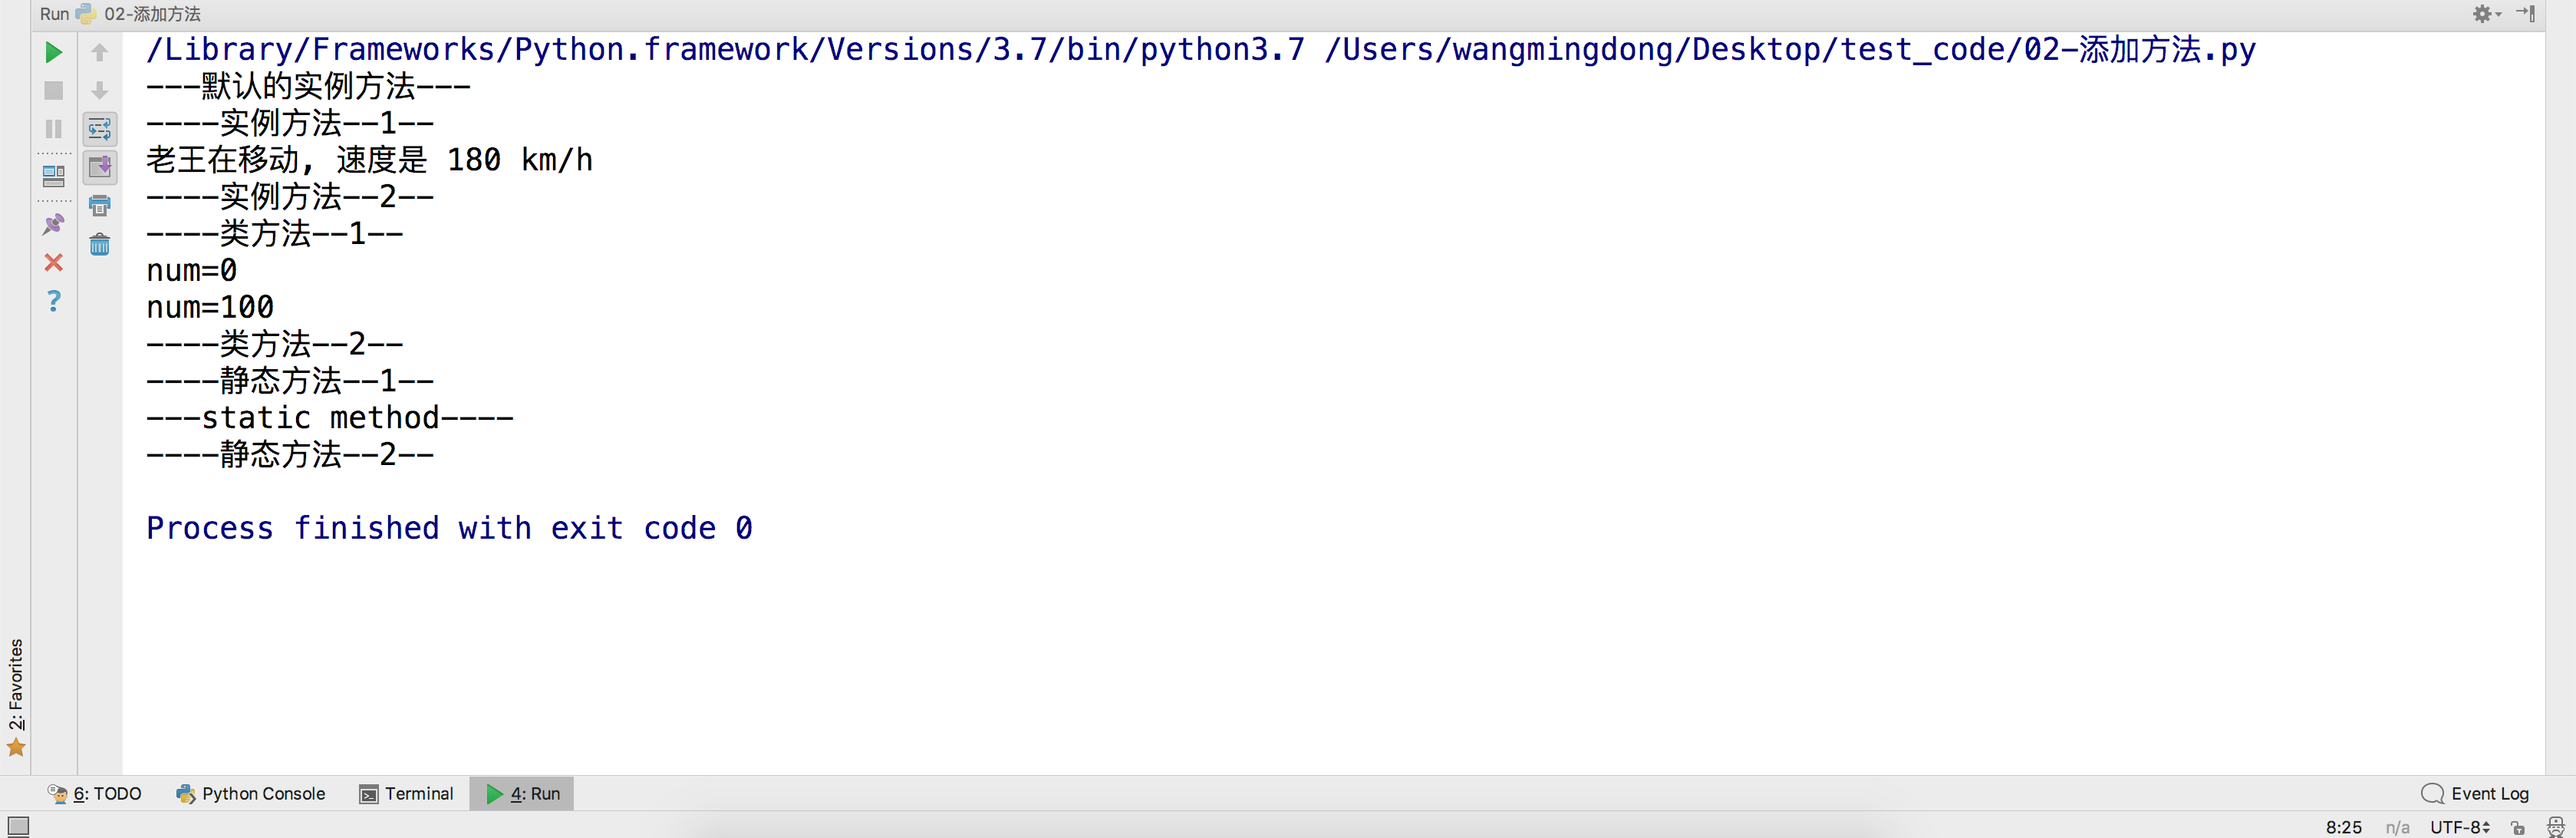 Run 02-添加方法
/Library/Frameworks/Python.framework/Versions/3.7/bin/python3.7 /Users/wangmingdong/Desktop/test_code/02-添加方法.py
---默认的实例方法---
----实例方法--1--
老王在移动, 速度是 180 km/h
----实例方法--2--
----类方法--1--
num=0
num=100
----类方法--2--
----静态方法--1--
---static method----
----静态方法--2--
Process finished with exit code 0
2: Favorites
6: TODO Python Console Terminal 4: Run Event Log
8:25 n/a UTF-8